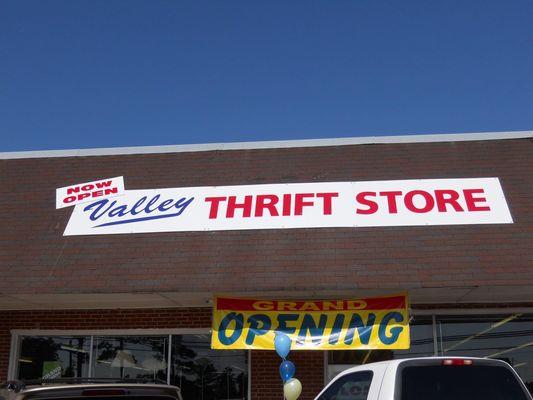 NOW
OPEN
Valley THRIFT STORE
GRAND
OPENING